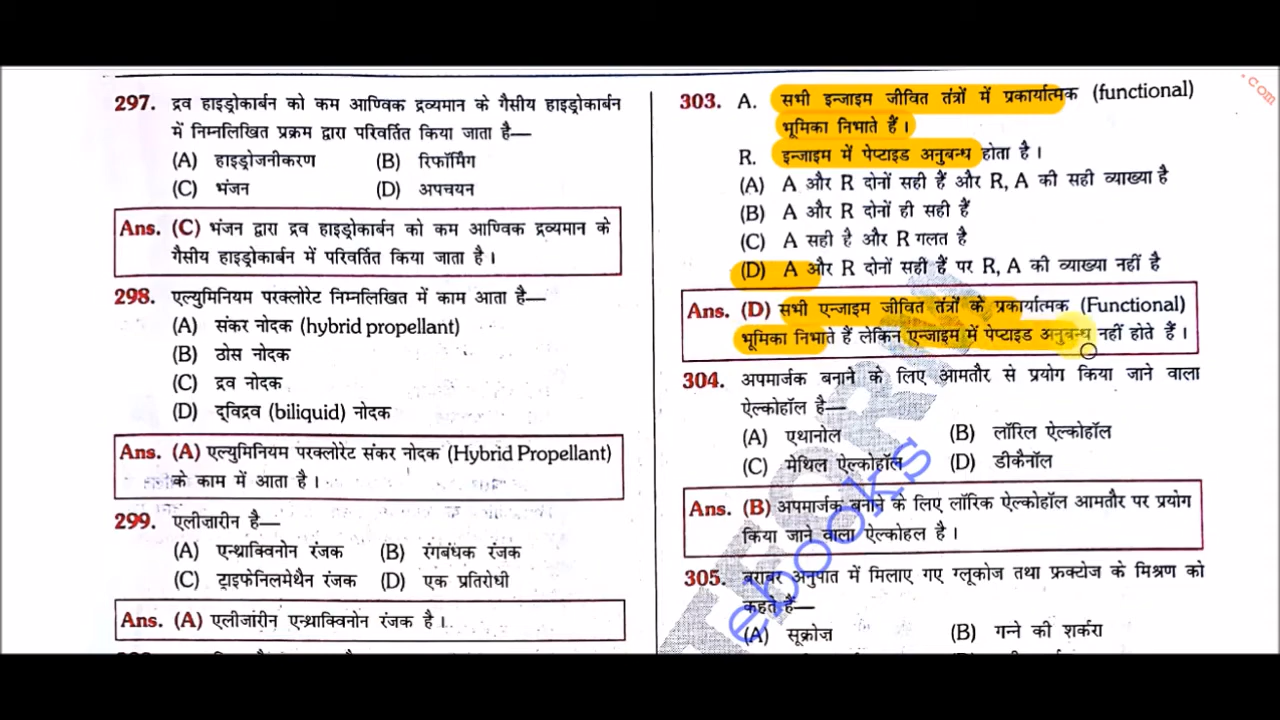 297. द्रव हाइड्रोकार्बन को कम आण्विक द्रव्यमान के गैसीय हाइड्रोकार्बन
में निम्नलिखित प्रक्रम द्वारा परिवर्तित किया जाता है—
(A) हाइड्रोजनीकरण (B) रिफॉर्मिंग
(C) भंजन (D) अपचयन
Ans. (C) भंजन द्वारा द्रव हाइड्रोकार्बन को कम आण्विक द्रव्यमान के
गैसीय हाइड्रोकार्बन में परिवर्तित किया जाता है।
298. एल्युमिनियम परक्लोरेट निम्नलिखित में काम आता है—
(A) संकर नोदक (hybrid propellant)
(B) ठोस नोदक
(C) द्रव नोदक
(D) द्विद्रव (biliquid) नोदक
Ans. (A) एल्युमिनियम परक्लोरेट संकर नोदक (Hybrid Propellant)
के काम में आता है।
299. एलीजारीन है—
(A) एन्थ्राक्विनोन रंजक (B) रंगबंधक रंजक
(C) ट्राइफेनिलमेथैन रंजक (D) एक प्रतिरोधी
Ans. (A) एलीजारीन एन्थ्राक्विनोन रंजक है।
303. A. सभी इन्जाइम जीवित तंत्रों में प्रकार्यात्मक (functional)
भूमिका निभाते हैं।
R. इन्जाइम में पेप्टाइड अनुबन्ध होता है।
(A) A और R दोनों सही हैं और R, A की सही व्याख्या है
(B) A और R दोनों ही सही हैं
(C) A सही है और R गलत है
(D) A और R दोनों सही हैं पर R, A की व्याख्या नहीं है
Ans. (D) सभी एन्जाइम जीवित तंत्रों के प्रकार्यात्मक (Functional)
भूमिका निभाते हैं लेकिन एन्जाइम में पेप्टाइड अनुबन्ध नहीं होते हैं।
304. अपमार्जक बनाने के लिए आमतौर से प्रयोग किया जाने वाला
ऐल्कोहॉल है—
(A) एथानोल (B) लॉरिल ऐल्कोहॉल
(C) मेथिल ऐल्कोहॉल (D) डीकैनॉल
Ans. (B) अपमार्जक बनाने के लिए लॉरिक ऐल्कोहॉल आमतौर पर प्रयोग
किया जाने वाला ऐल्कोहल है।
305. बराबर अनुपात में मिलाए गए ग्लूकोज तथा फ्रक्टोज के मिश्रण को
कहते हैं—
(A) सूक्रोज (B) गन्ने की शर्करा
ebooks
.com